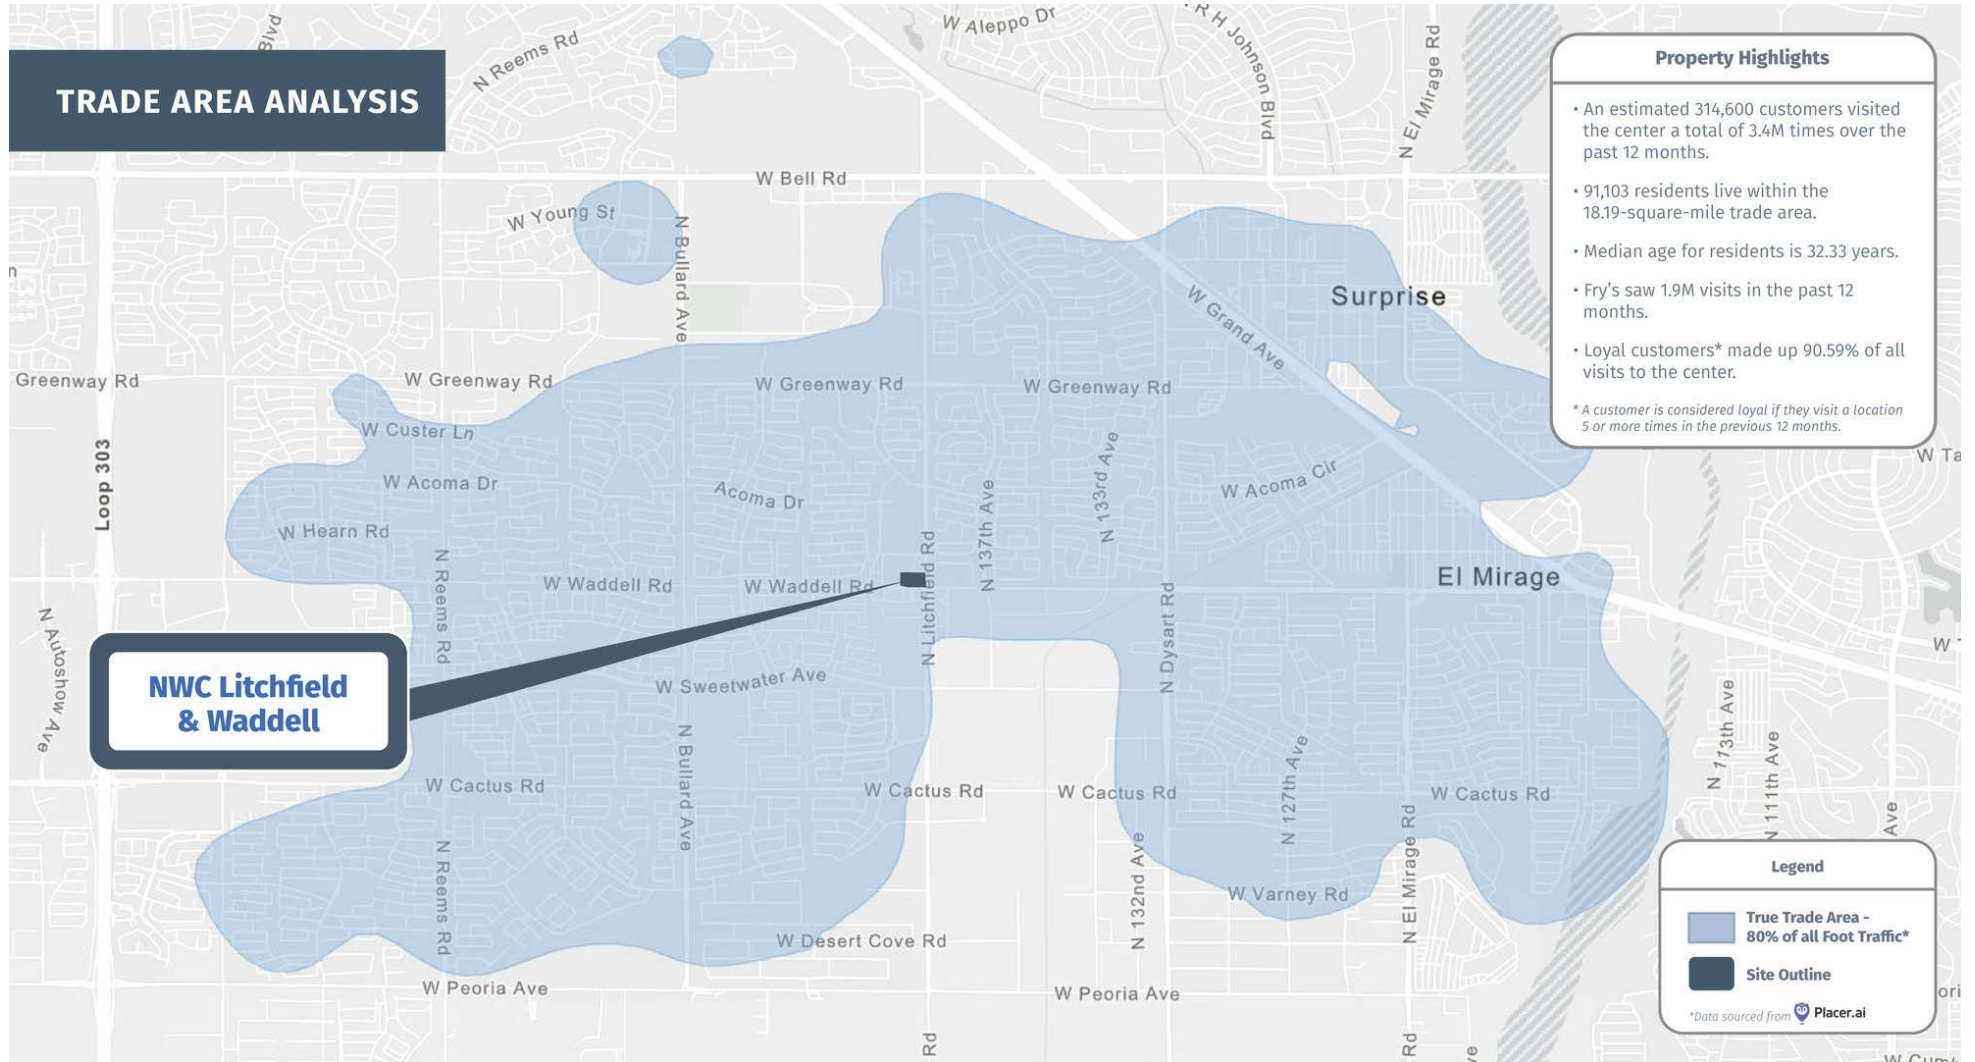 TRADE AREA ANALYSIS
Blvd
N Reems Rd
W Aleppo Dr
R H Johnson Blvd
N El Mirage Rd
Property Highlights
• An estimated 314,600 customers visited
the center a total of 3.4M times over the
past 12 months.
• 91,103 residents live within the
18.19-square-mile trade area.
• Median age for residents is 32.33 years.
• Fry's saw 1.9M visits in the past 12
months.
• Loyal customers* made up 90.59% of all
visits to the center.
* A customer is considered loyal if they visit a location
5 or more times in the previous 12 months.
W Bell Rd
W Young St
N Bullard Ave
n
Surprise
W Grand Ave
Greenway Rd
W Greenway Rd
W Greenway Rd
W Greenway Rd
W Custer Ln
Loop 303
W Acoma Dr
Acoma Dr
N 133rd Ave
W Acoma Cir
W Ta
W Hearn Rd
N Litchfield Rd
N 137th Ave
N Reems Rd
W Waddell Rd
W Waddell Rd
El Mirage
N Autoshow Ave
N Dysart Rd
W T
NWC Litchfield
& Waddell
W Sweetwater Ave
N Bullard Ave
N 127th Ave
N 113th Ave
N 111th Ave
W Cactus Rd
W Cactus Rd
W Cactus Rd
W Cactus Rd
Ave
N Reems Rd
N 132nd Ave
N El Mirage Rd
W Varney Rd
W Desert Cove Rd
W Peoria Ave
W Peoria Ave
Legend
True Trade Area -
80% of all Foot Traffic*
Site Outline
*Data sourced from Placer.ai
ori
Rd
Rd
ve